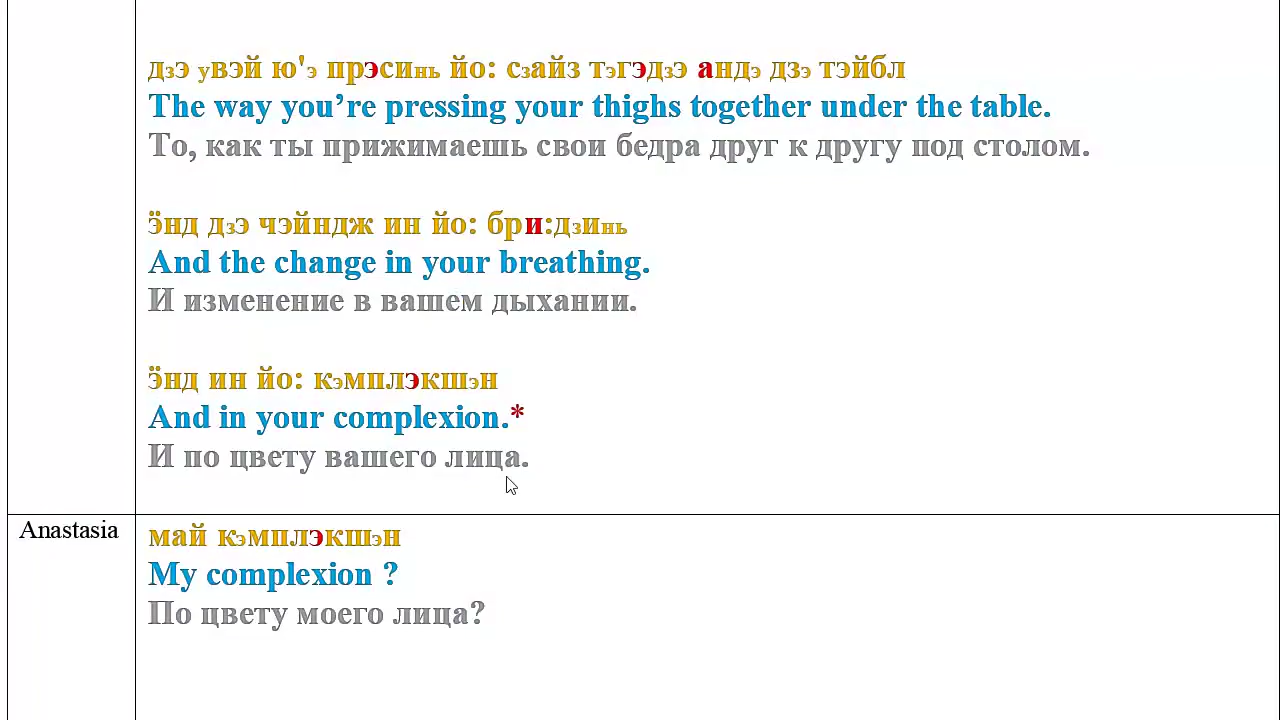 дзэ увэй ю'э прэсинь йо: сзайз тэгэдзэ андэ дзэ тэйбл
The way you’re pressing your thighs together under the table.
То, как ты прижимаешь свои бедра друг к другу под столом.
ӭнд дзэ чэйндж ин йо: бри:дзинь
And the change in your breathing.
И изменение в вашем дыхании.
ӭнд ин йо: кэмплэкшэн
And in your complexion.*
И по цвету вашего лица.
Anastasia
май кэмплэкшэн
My complexion ?
По цвету моего лица?